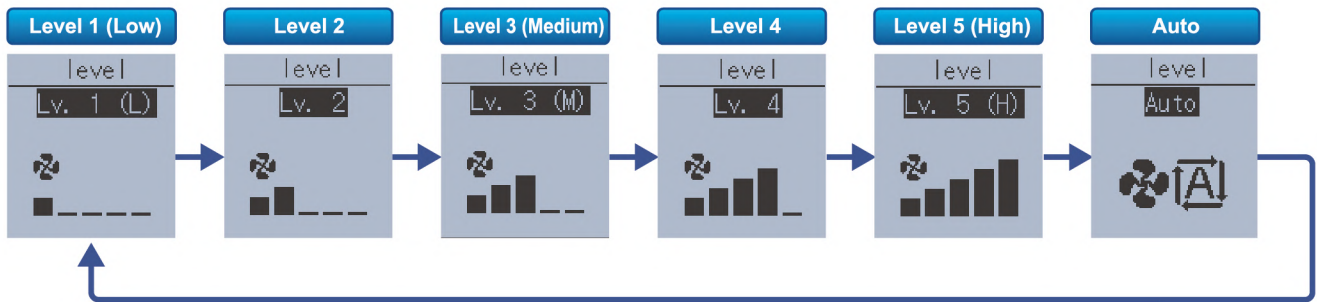 Level 1 (Low)
level
Lv. 1 (L)
Level 2
level
Lv. 2
Level 3 (Medium)
level
Lv. 3 (M)
Level 4
level
Lv. 4
Level 5 (High)
level
Lv. 5 (H)
Auto
level
Auto
A